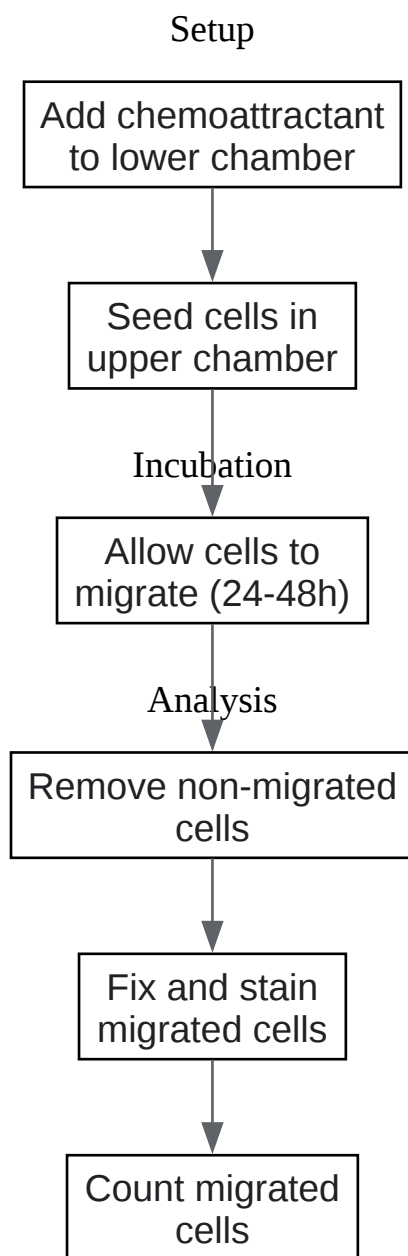 Setup
Add chemoattractant
to lower chamber
Seed cells in
upper chamber
Incubation
Allow cells to
migrate (24-48h)
Analysis
Remove non-migrated
cells
Fix and stain
migrated cells
Count migrated
cells